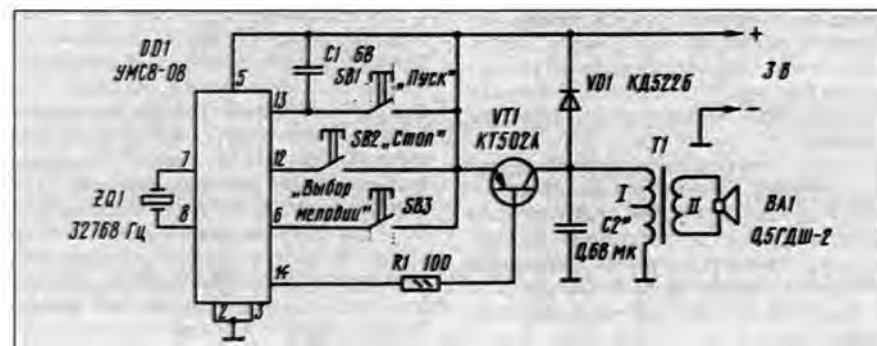 DD1
УМС8-08
5
C1 68
SB1 „Пуск"
13
SB2 „Стоп"
12
„Выбор мелодии"
SB3
6
7
8
ZQ1
32768 Гц
14
R1 100
2
3
VT1
КТ502А
VD1 КД522Б
+
3 В
-
T1
I
II
C2*
0,68 мк
BA1
0,5ГДШ-2